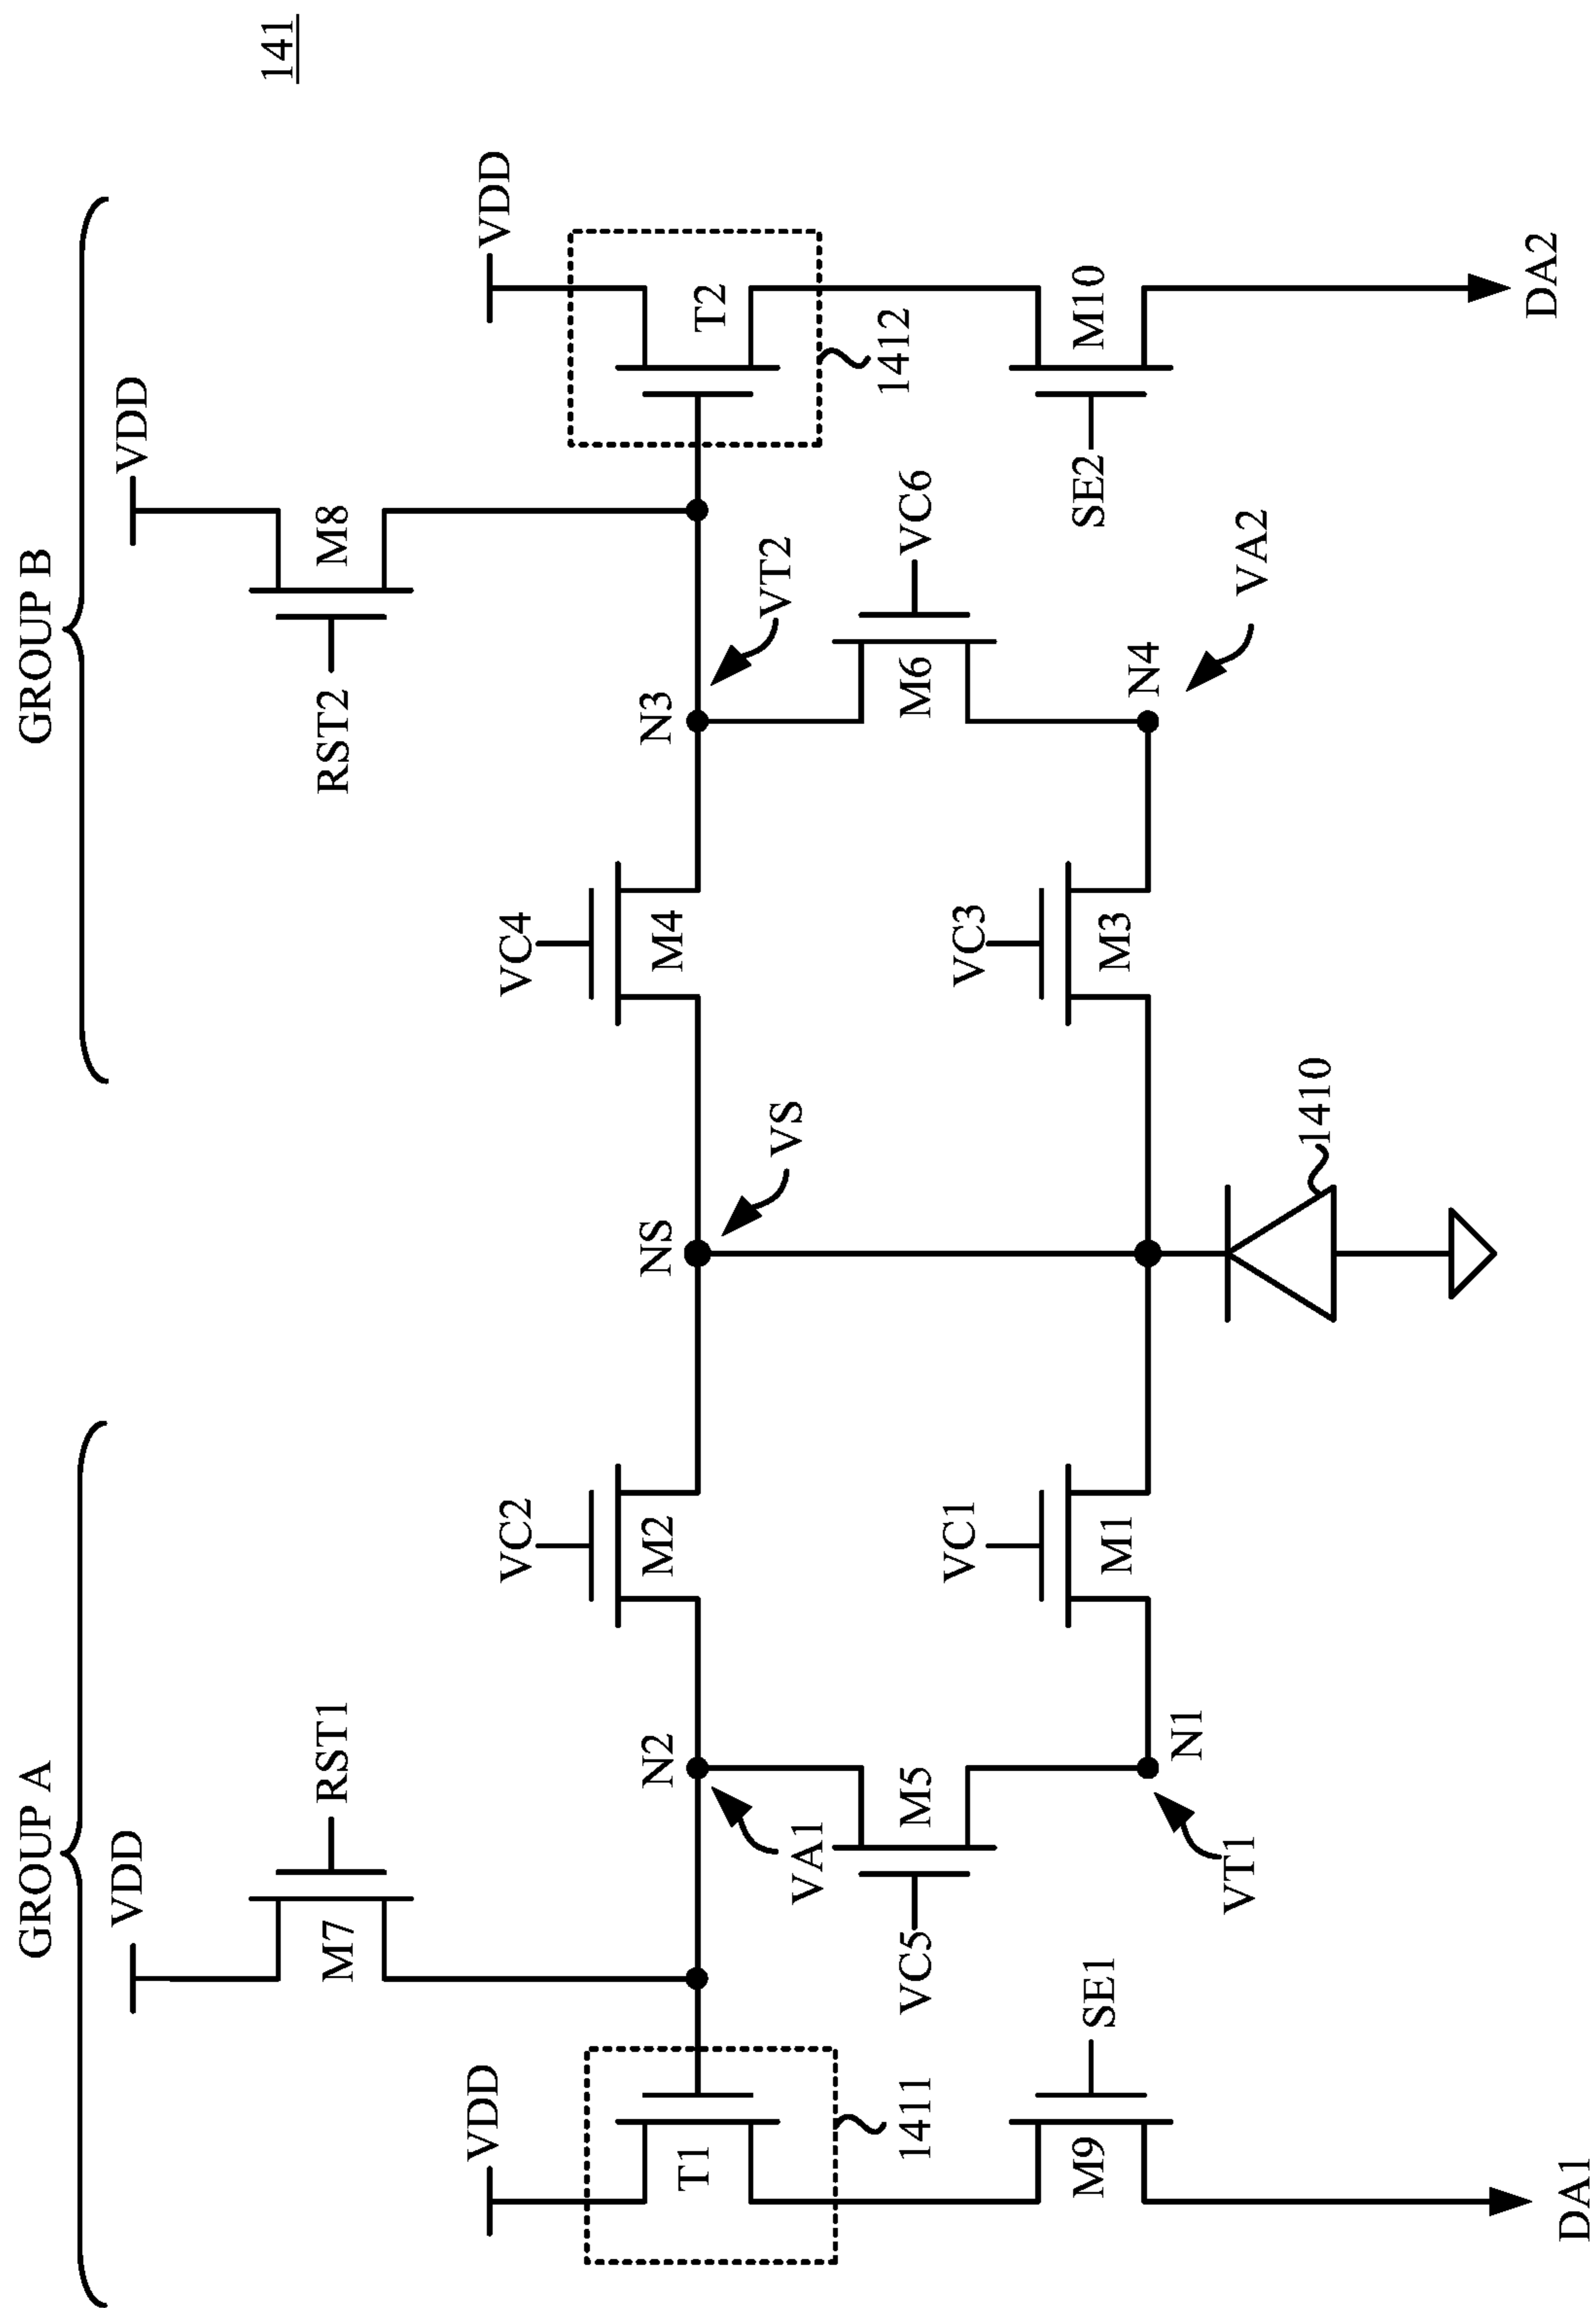 141
GROUP A
GROUP B
VDD
VDD
M7
RST1
RST2
M8
VDD
VDD
T1
1411
N2
VA1
VC2
M2
NS
VS
VC4
M4
N3
VT2
T2
1412
VC5
M5
VC6
M6
M9
SE1
N1
VT1
VC1
M1
VC3
M3
N4
VA2
SE2
M10
1410
DA1
DA2